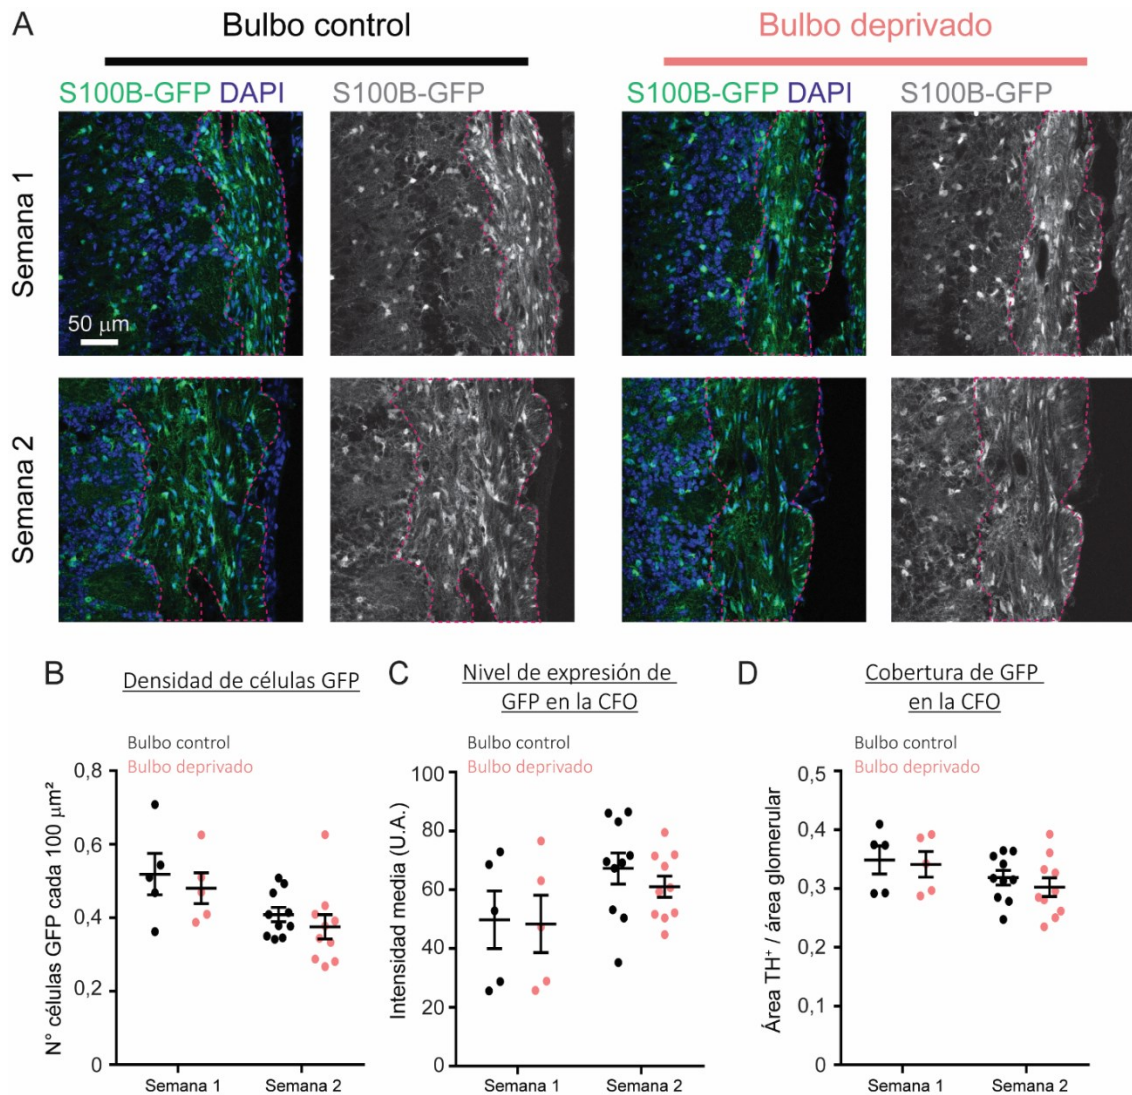 A
Bulbo control
Bulbo deprivado
S100B-GFP DAPI
S100B-GFP
S100B-GFP DAPI
S100B-GFP
Semana 1
50 μm
Semana 2
B
Densidad de células GFP
Bulbo control
Bulbo deprivado
N° células GFP cada 100 μm²
0,8
0,6
0,4
0,2
0
Semana 1
Semana 2
C
Nivel de expresión de
GFP en la CFO
Bulbo control
Bulbo deprivado
Intensidad media (U.A.)
100
80
60
40
20
0
Semana 1
Semana 2
D
Cobertura de GFP
en la CFO
Bulbo control
Bulbo deprivado
Área TH⁺ / área glomerular
0,5
0,4
0,3
0,2
0,1
0
Semana 1
Semana 2